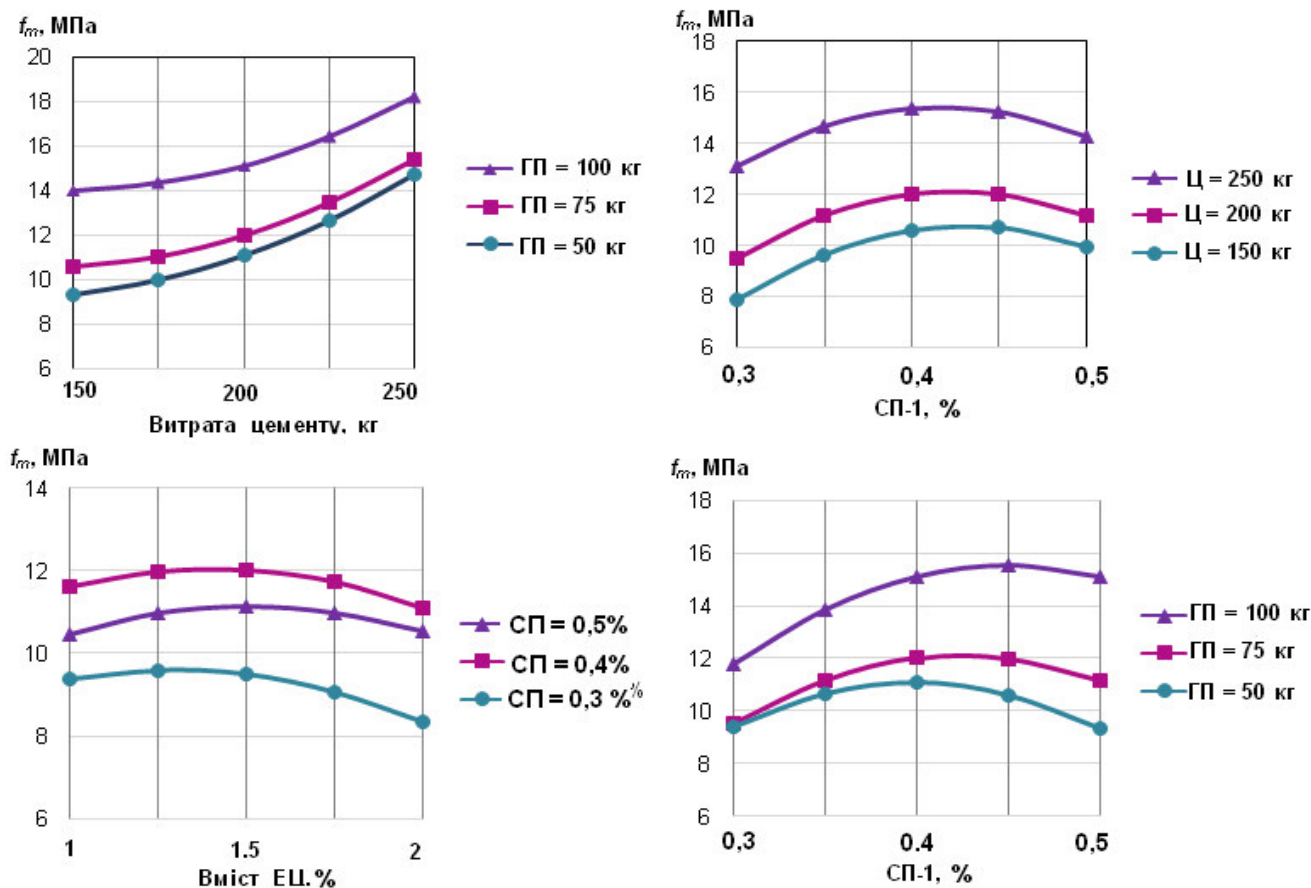 fm, МПа
20
18
16
14
12
10
8
6
150
200
250
Витрата цементу, кг
ГП = 100 кг
ГП = 75 кг
ГП = 50 кг
fm, МПа
18
16
14
12
10
8
6
0,3
0,4
0,5
СП-1, %
Ц = 250 кг
Ц = 200 кг
Ц = 150 кг
fm, МПа
14
12
10
8
6
1
1.5
2
Вміст ЕЦ.%
СП = 0,5%
СП = 0,4%
СП = 0,3 %%
fm, МПа
18
16
14
12
10
8
6
0,3
0.4
0,5
СП-1, %
ГП = 100 кг
ГП = 75 кг
ГП = 50 кг